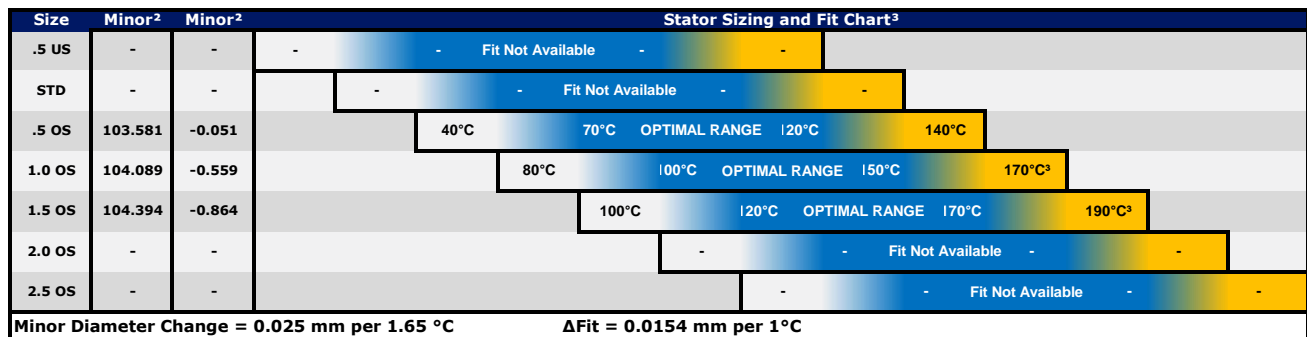 Size Minor² Minor² Stator Sizing and Fit Chart³
.5 US - - - - Fit Not Available - -
STD - - - - Fit Not Available - -
.5 OS 103.581 -0.051 40°C 70°C OPTIMAL RANGE 120°C 140°C
1.0 OS 104.089 -0.559 80°C 100°C OPTIMAL RANGE 150°C 170°C³
1.5 OS 104.394 -0.864 100°C 120°C OPTIMAL RANGE 170°C 190°C³
2.0 OS - - - - Fit Not Available - -
2.5 OS - - - - Fit Not Available - -
Minor Diameter Change = 0.025 mm per 1.65 °C ΔFit = 0.0154 mm per 1°C